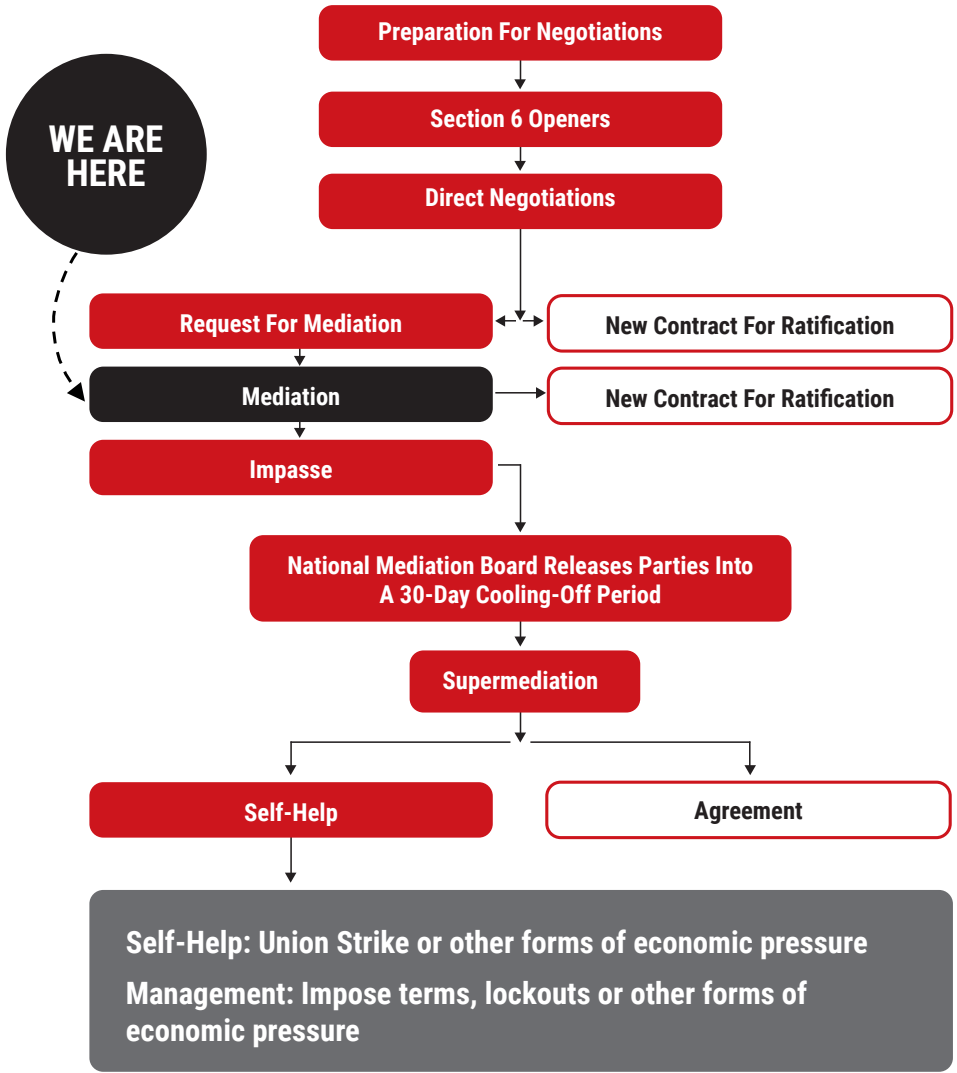 Preparation For Negotiations
WE ARE
HERE
Section 6 Openers
Direct Negotiations
Request For Mediation
New Contract For Ratification
Mediation
New Contract For Ratification
Impasse
National Mediation Board Releases Parties Into
A 30-Day Cooling-Off Period
Supermediation
Self-Help
Agreement
Self-Help: Union Strike or other forms of economic pressure
Management: Impose terms, lockouts or other forms of
economic pressure